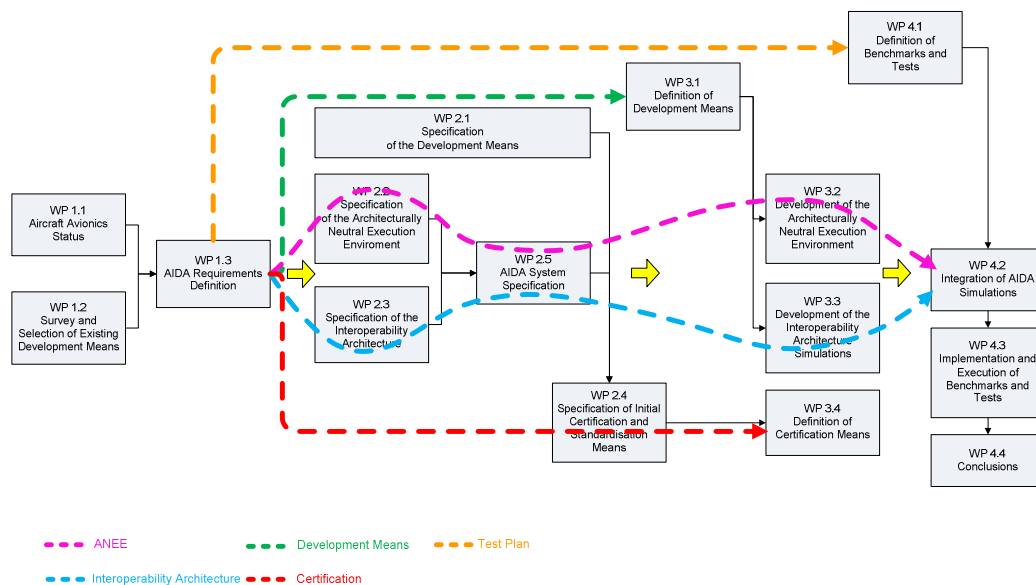 WP 4.1
Definition of
Benchmarks and
Tests
WP 3.1
Definition of
Development Means
WP 2.1
Specification
of the Development Means
WP 2.2
Specification
of the Architecturally
Neutral Execution
Enviroment
WP 3.2
Development of the
Architecturally
Neutral Execution
Environment
WP 1.1
Aircraft Avionics
Status
WP 1.3
AIDA Requirements
Definition
WP 2.5
AIDA System
Specification
WP 4.2
Integration of AIDA
Simulations
WP 1.2
Survey and
Selection of Existing
Development Means
WP 2.3
Specification of the
Interoperability
Architecture
WP 3.3
Development of the
Interoperability
Architecture
Simulations
WP 4.3
Implementation and
Execution of
Benchmarks and
Tests
WP 2.4
Specification of Initial
Certification and
Standardisation
Means
WP 3.4
Definition of
Certification Means
WP 4.4
Conclusions
ANEE
Development Means
Test Plan
Interoperability Architecture
Certification